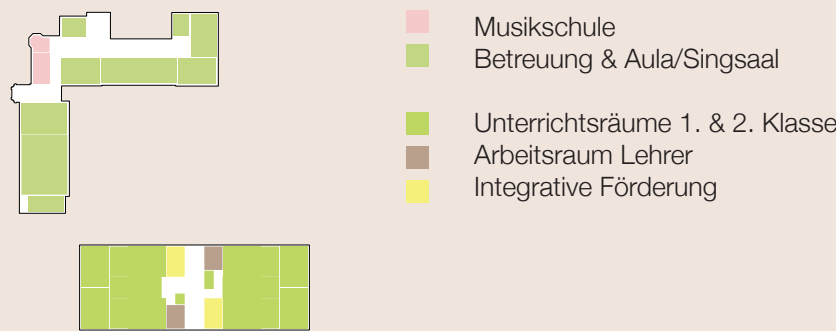 Musikschule
Betreuung & Aula/Singsaal
Unterrichtsräume 1. & 2. Klasse
Arbeitsraum Lehrer
Integrative Förderung